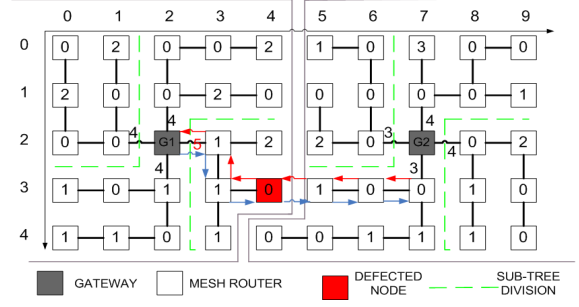 0 1 2 3 4 5 6 7 8 9
0 0 2 0 0 2 1 0 3 0 0
1 2 0 0 2 0 0 0 0 0 1
4 4
2 0 0 4 G1 5 1 2 2 0 3 G2 4 0 2
4 3
3 1 0 1 1 0 1 0 0 0 0
4 1 1 0 1 0 0 1 1 1 0
GATEWAY MESH ROUTER DEFECTED NODE SUB-TREE DIVISION